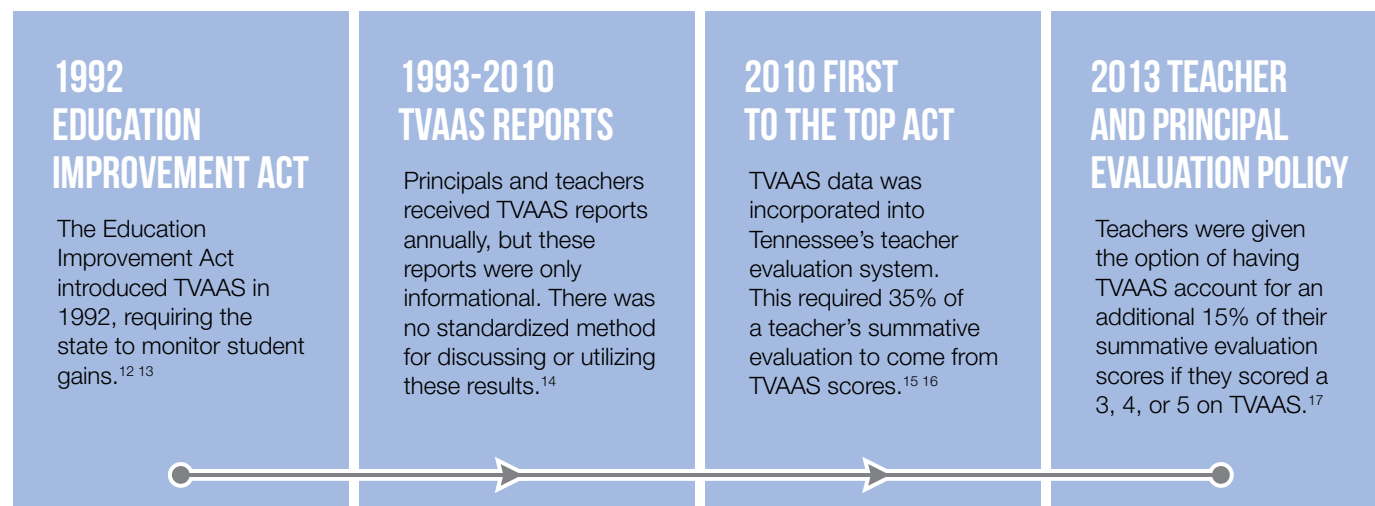 1992
EDUCATION
IMPROVEMENT ACT
The Education
Improvement Act
introduced TVAAS in
1992, requiring the
state to monitor student
gains.12 13
1993-2010
TVAAS REPORTS
Principals and teachers
received TVAAS reports
annually, but these
reports were only
informational. There was
no standardized method
for discussing or utilizing
these results.14
2010 FIRST
TO THE TOP ACT
TVAAS data was
incorporated into
Tennessee’s teacher
evaluation system.
This required 35% of
a teacher’s summative
evaluation to come from
TVAAS scores.15 16
2013 TEACHER
AND PRINCIPAL
EVALUATION POLICY
Teachers were given
the option of having
TVAAS account for an
additional 15% of their
summative evaluation
scores if they scored a
3, 4, or 5 on TVAAS.17